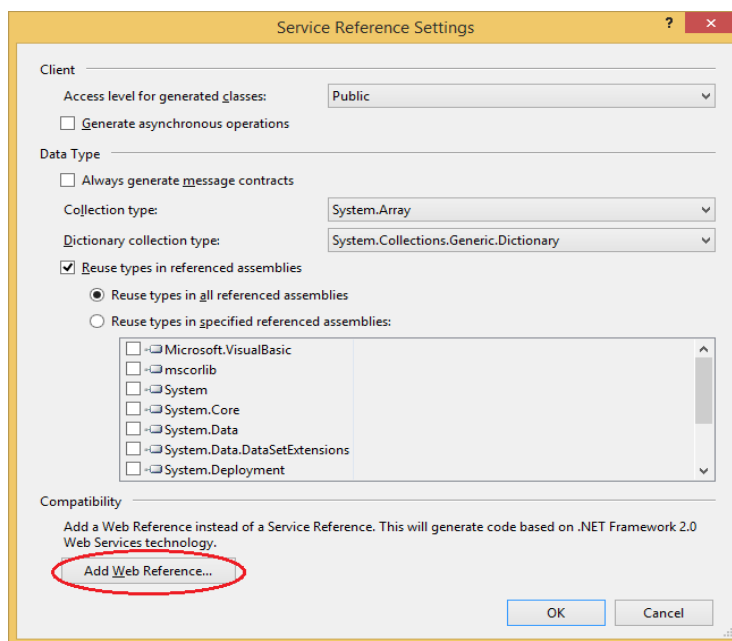 Service Reference Settings
? ×
Client
Access level for generated classes: Public
Generate asynchronous operations
Data Type
Always generate message contracts
Collection type: System.Array
Dictionary collection type: System.Collections.Generic.Dictionary
Reuse types in referenced assemblies
Reuse types in all referenced assemblies
Reuse types in specified referenced assemblies:
Microsoft.VisualBasic
mscorlib
System
System.Core
System.Data
System.Data.DataSetExtensions
System.Deployment
Compatibility
Add a Web Reference instead of a Service Reference. This will generate code based on .NET Framework 2.0
Web Services technology.
Add Web Reference...
OK Cancel